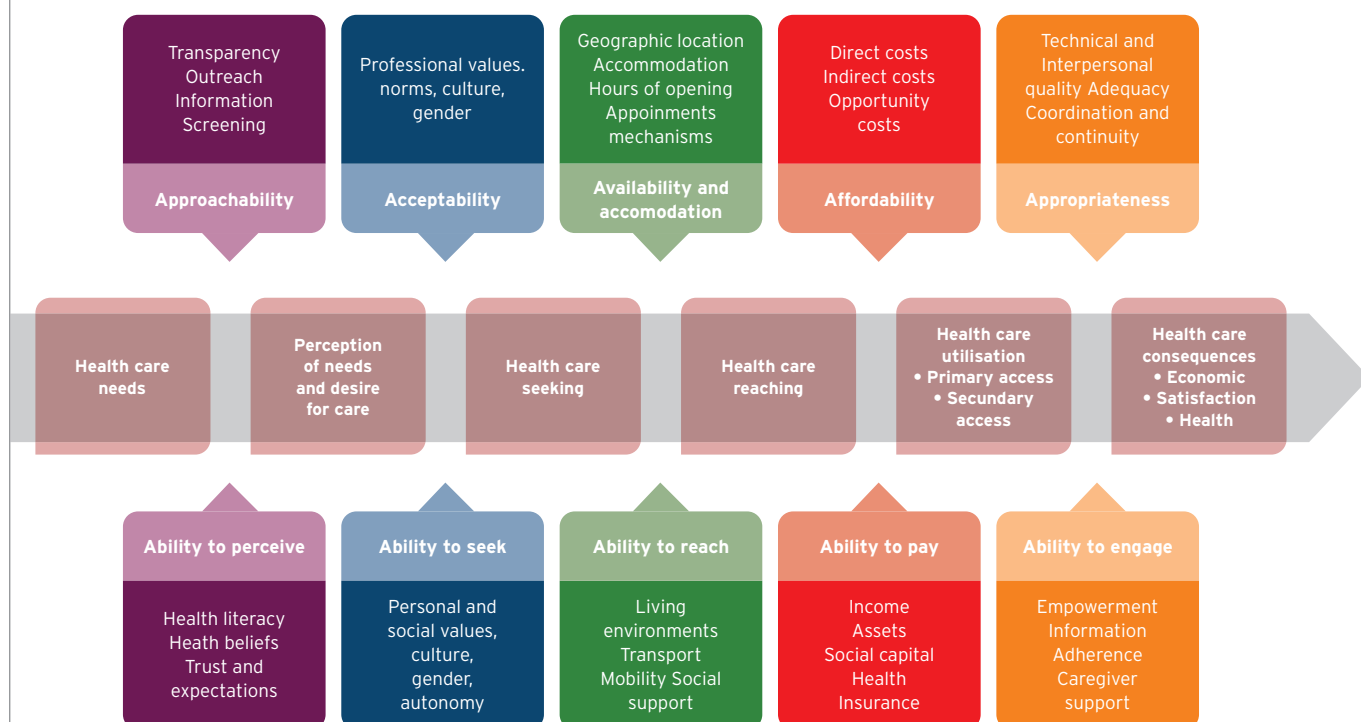 Transparency
Outreach
Information
Screening
Approachability
Professional values.
norms, culture,
gender
Acceptability
Geographic location
Accommodation
Hours of opening
Appoinments
mechanisms
Availability and
accomodation
Direct costs
Indirect costs
Opportunity
costs
Affordability
Technical and
Interpersonal
quality Adequacy
Coordination and
continuity
Appropriateness
Health care
needs
Perception
of needs
and desire
for care
Health care
seeking
Health care
reaching
Health care
utilisation
• Primary access
• Secundary
access
Health care
consequences
• Economic
• Satisfaction
• Health
Ability to perceive
Health literacy
Heath beliefs
Trust and
expectations
Ability to seek
Personal and
social values,
culture,
gender,
autonomy
Ability to reach
Living
environments
Transport
Mobility Social
support
Ability to pay
Income
Assets
Social capital
Health
Insurance
Ability to engage
Empowerment
Information
Adherence
Caregiver
support